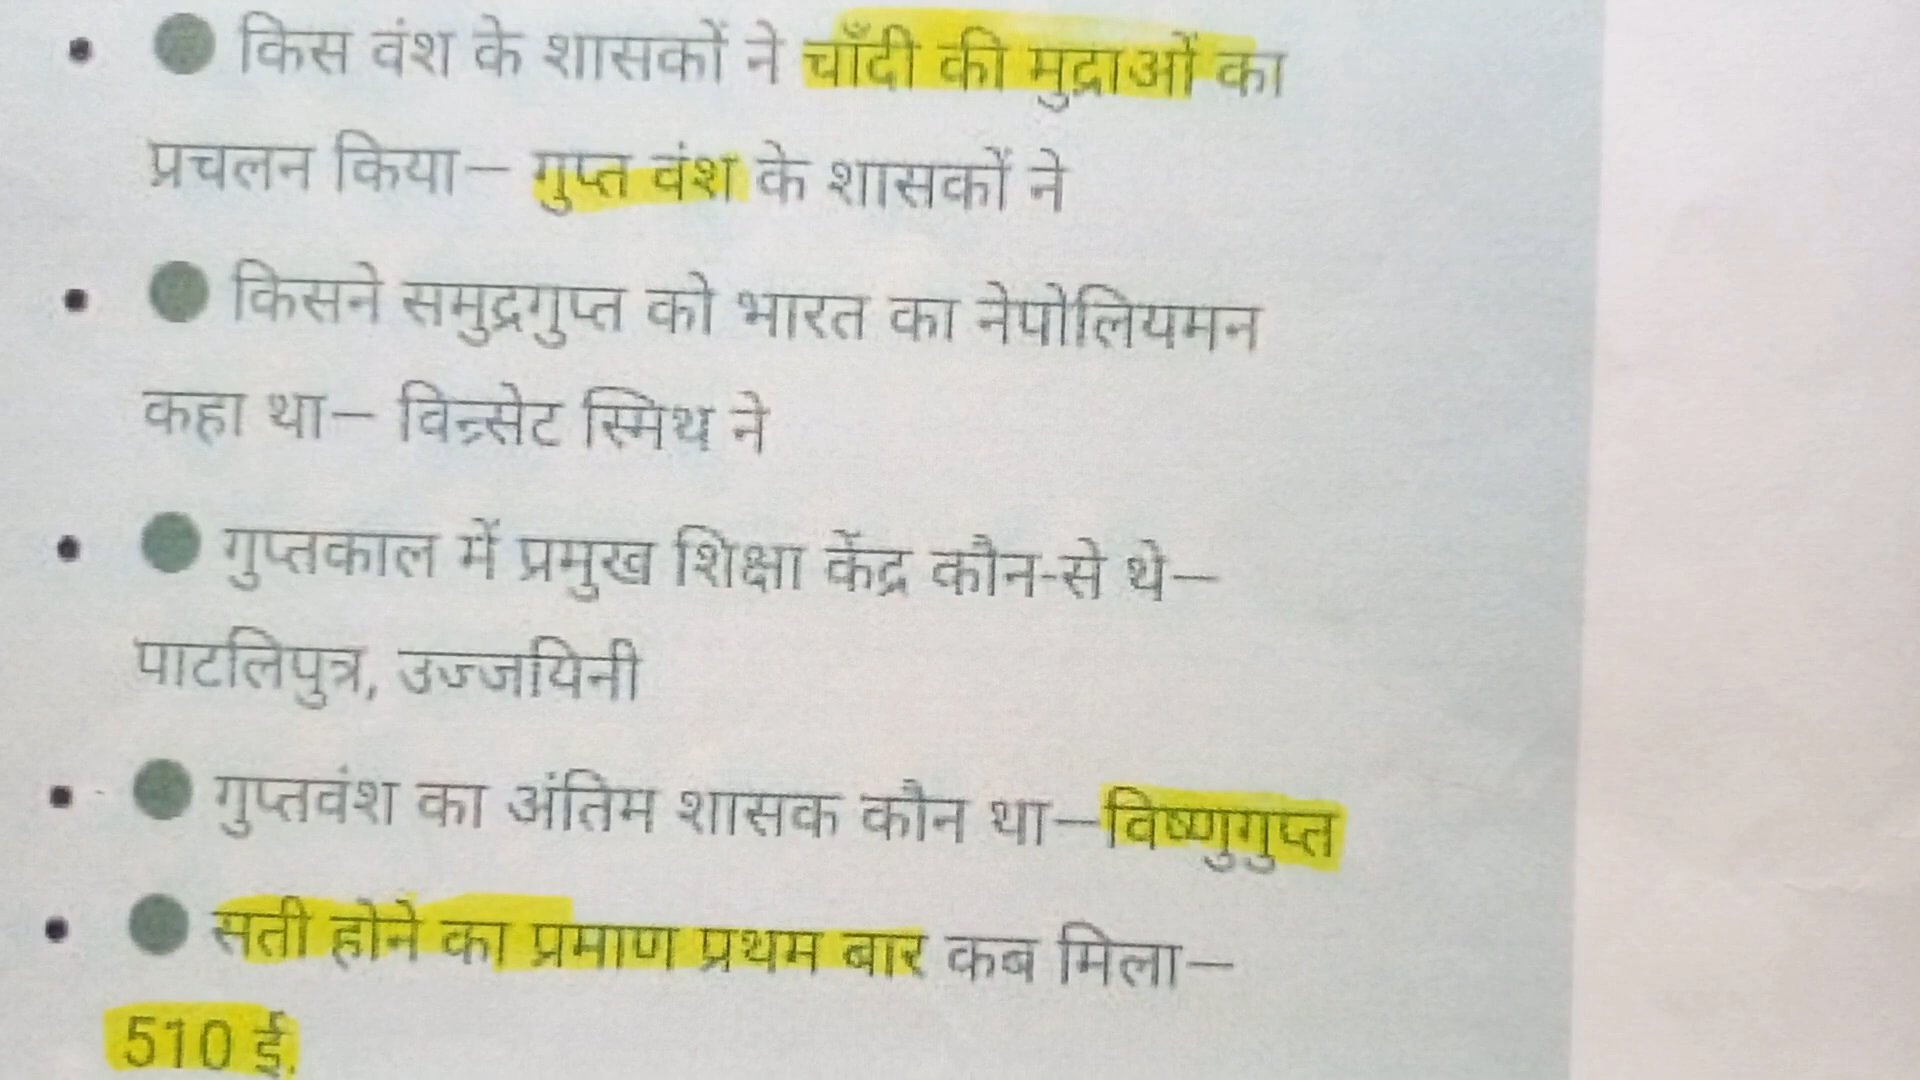 • ● किस वंश के शासकों ने चाँदी की मुद्राओं का
प्रचलन किया— गुप्त वंश के शासकों ने
• ● किसने समुद्रगुप्त को भारत का नेपोलियमन
कहा था— विन्र्सेट स्मिथ ने
• ● गुप्तकाल में प्रमुख शिक्षा केंद्र कौन-से थे—
पाटलिपुत्र, उज्जयिनी
• ● गुप्तवंश का अंतिम शासक कौन था—विष्णुगुप्त
• ● सती होने का प्रमाण प्रथम बार कब मिला—
510 ई.